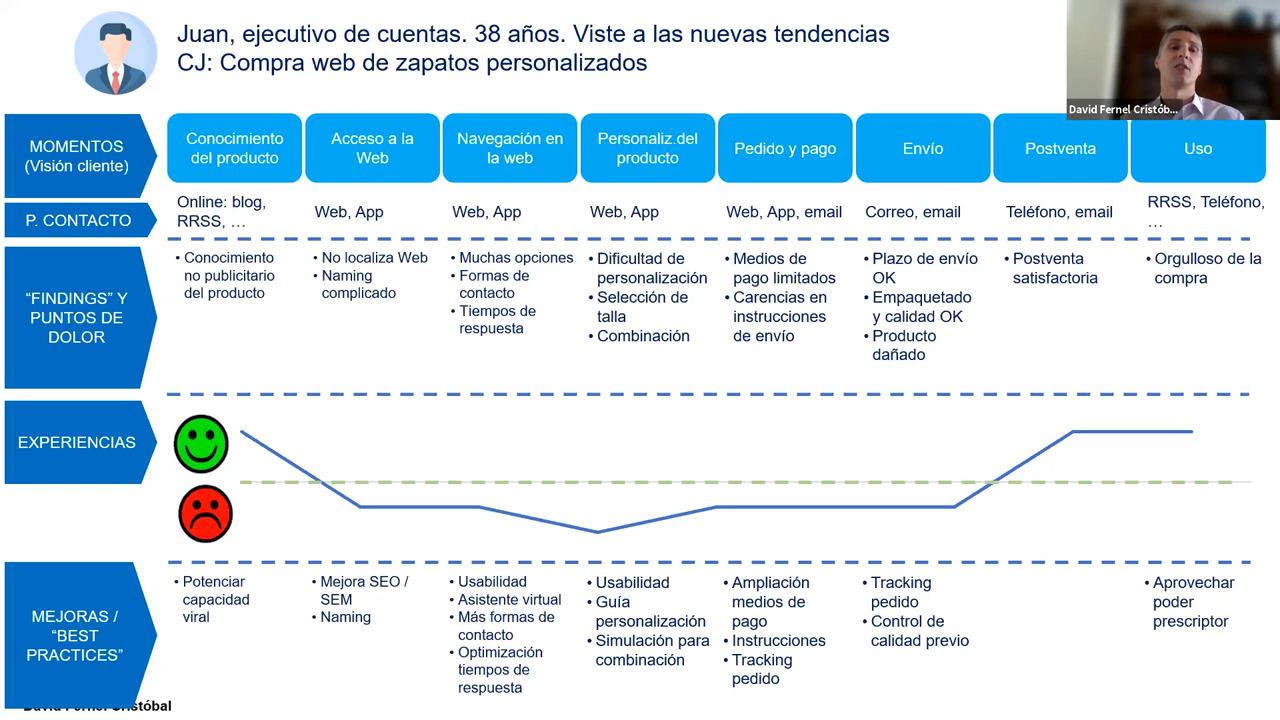 Juan, ejecutivo de cuentas. 38 años. Viste a las nuevas tendencias
CJ: Compra web de zapatos personalizados
David Fernel Cristób...
MOMENTOS
(Visión cliente)
Conocimiento
del producto
Acceso a la
Web
Navegación en
la web
Personaliz.del
producto
Pedido y pago
Envío
Postventa
Uso
P. CONTACTO
Online: blog,
RRSS, …
Web, App
Web, App
Web, App
Web, App, email
Correo, email
Teléfono, email
RRSS, Teléfono,
…
“FINDINGS” Y
PUNTOS DE
DOLOR
• Conocimiento
no publicitario
del producto
• No localiza Web
• Naming
complicado
• Muchas opciones
• Formas de
contacto
• Tiempos de
respuesta
• Dificultad de
personalización
• Selección de
talla
• Combinación
• Medios de
pago limitados
• Carencias en
instrucciones
de envío
• Plazo de envío
OK
• Empaquetado
y calidad OK
• Producto
dañado
• Postventa
satisfactoria
• Orgulloso de la
compra
EXPERIENCIAS
MEJORAS /
“BEST
PRACTICES”
• Potenciar
capacidad
viral
• Mejora SEO /
SEM
• Naming
• Usabilidad
• Asistente virtual
• Más formas de
contacto
• Optimización
tiempos de
respuesta
• Usabilidad
• Guía
personalización
• Simulación para
combinación
• Ampliación
medios de
pago
• Instrucciones
• Tracking
pedido
• Tracking
pedido
• Control de
calidad previo
• Aprovechar
poder
prescriptor
David Fernel Cristóbal